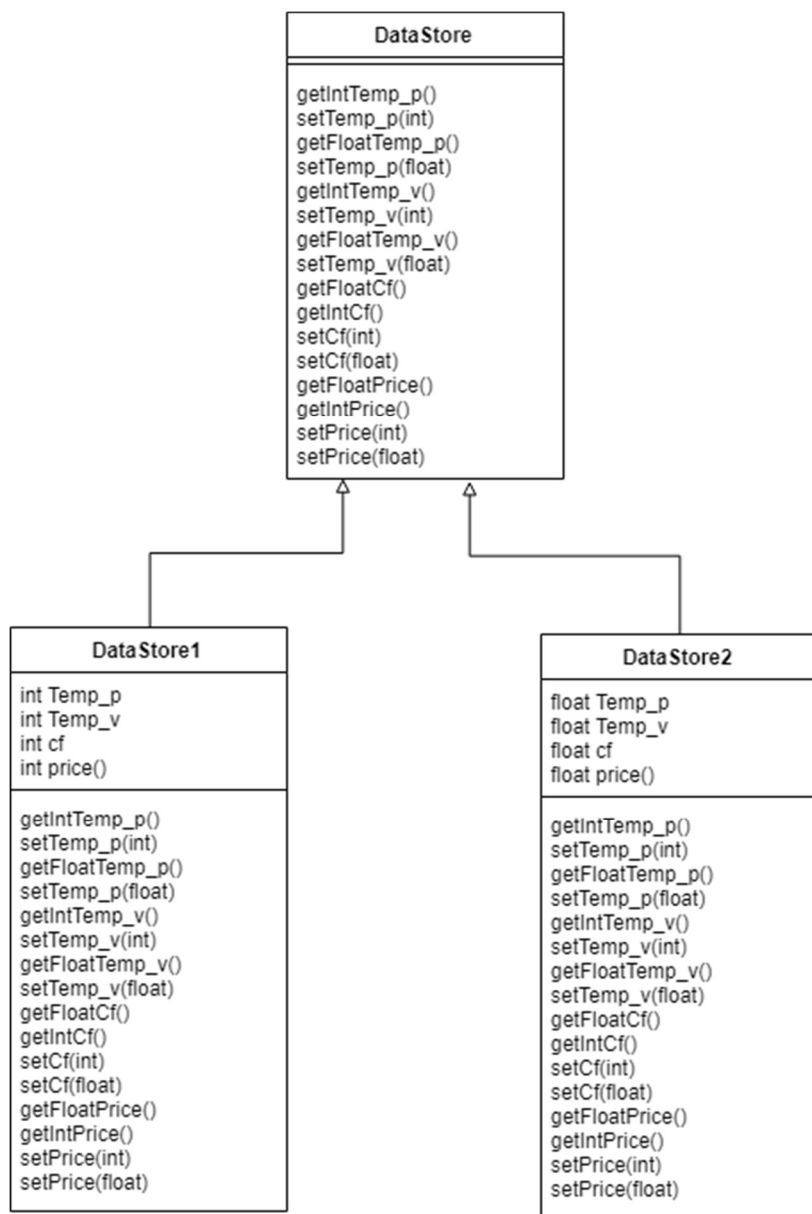 DataStore
getIntTemp_p()
setTemp_p(int)
getFloatTemp_p()
setTemp_p(float)
getIntTemp_v()
setTemp_v(int)
getFloatTemp_v()
setTemp_v(float)
getFloatCf()
getIntCf()
setCf(int)
setCf(float)
getFloatPrice()
getIntPrice()
setPrice(int)
setPrice(float)
DataStore1
int Temp_p
int Temp_v
int cf
int price()
getIntTemp_p()
setTemp_p(int)
getFloatTemp_p()
setTemp_p(float)
getIntTemp_v()
setTemp_v(int)
getFloatTemp_v()
setTemp_v(float)
getFloatCf()
getIntCf()
setCf(int)
setCf(float)
getFloatPrice()
getIntPrice()
setPrice(int)
setPrice(float)
DataStore2
float Temp_p
float Temp_v
float cf
float price()
getIntTemp_p()
setTemp_p(int)
getFloatTemp_p()
setTemp_p(float)
getIntTemp_v()
setTemp_v(int)
getFloatTemp_v()
setTemp_v(float)
getFloatCf()
getIntCf()
setCf(int)
setCf(float)
getFloatPrice()
getIntPrice()
setPrice(int)
setPrice(float)